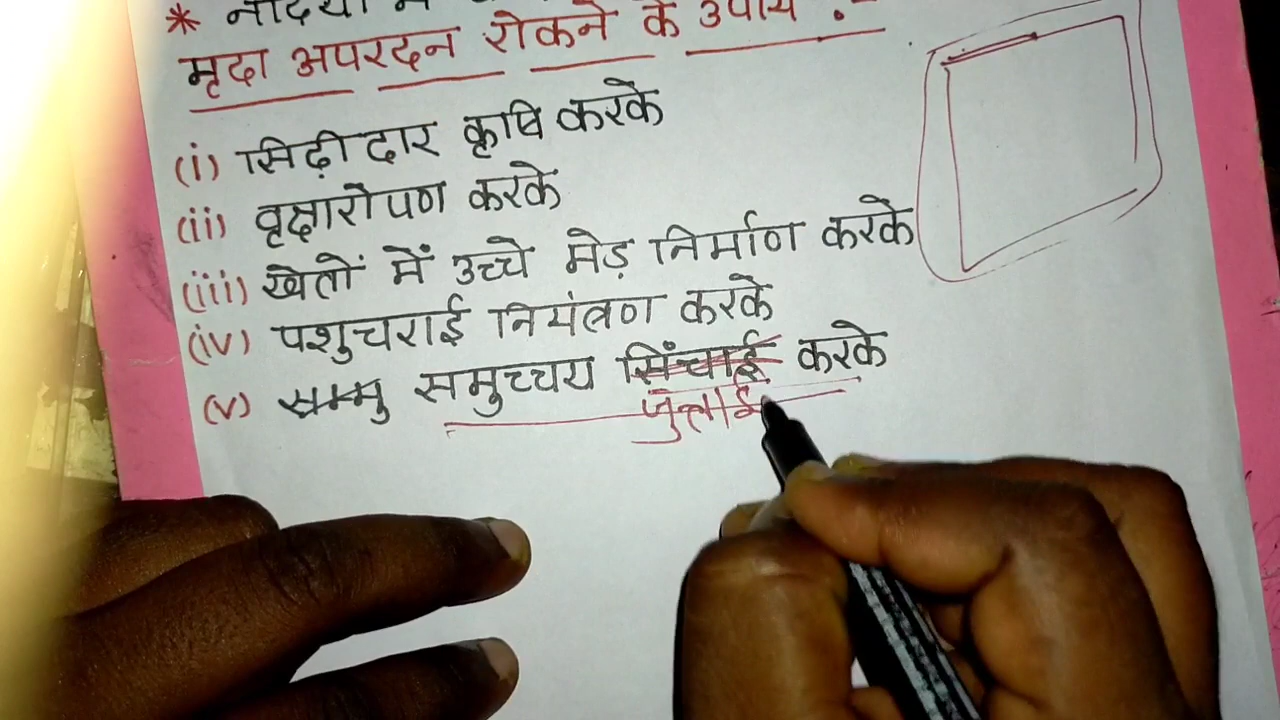 * नदियों में
मृदा अपरदन रोकने के उपाय :-
(i) सिढ़ीदार कृषि करके
(ii) वृक्षारोपण करके
(iii) खेतों में उच्चे मेड़ निर्माण करके
(iv) पशुचराई नियंत्रण करके
(v) सम्मु समुच्चय सिंचाई करके
जुताई